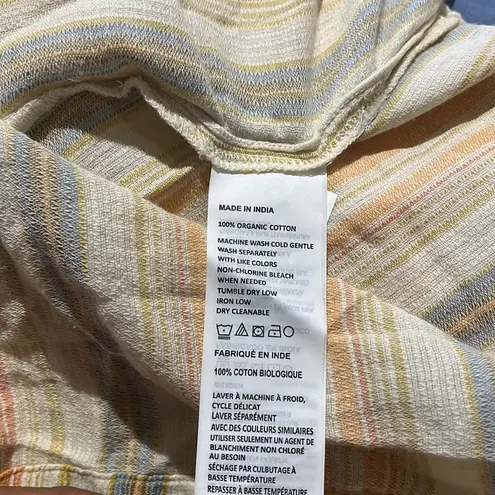 MADE IN INDIA
100% ORGANIC COTTON
MACHINE WASH COLD GENTLE
WASH SEPARATELY
WITH LIKE COLORS
NON-CHLORINE BLEACH
WHEN NEEDED
TUMBLE DRY LOW
IRON LOW
DRY CLEANABLE
FABRIQUÉ EN INDE
100% COTON BIOLOGIQUE
LAVER À MACHINE À FROID,
CYCLE DÉLICAT
LAVER SÉPARÉMENT
AVEC DES COULEURS SIMILAIRES
UTILISER SEULEMENT UN AGENT DE
BLANCHIMENT NON CHLORÉ
AU BESOIN
SÉCHAGE PAR CULBUTAGE À
BASSE TEMPÉRATURE
REPASSER À BASSE TEMPÉRATURE